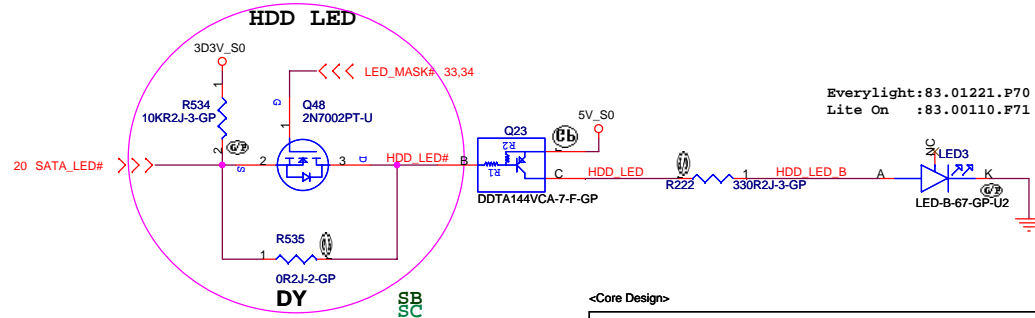 HDD LED
3D3V_S0
LED_MASK# 33,34
1
R534
10KR2J-3-GP
2
G/P
G
1
Q48
2N7002PT-U
Everylight:83.01221.P70
Lite On :83.00110.F71
5V_S0
Q23
R2
R1
20 SATA_LED#
2
S
3
D
HDD_LED#
B
E
C
HDD_LED
DDTA144VCA-7-F-GP
R222
1
330R2J-3-GP
HDD_LED_B
A
NC
LED3
K
G/P
LED-B-67-GP-U2
R535
1
0R2J-2-GP
DY
SB
SC
<Core Design>